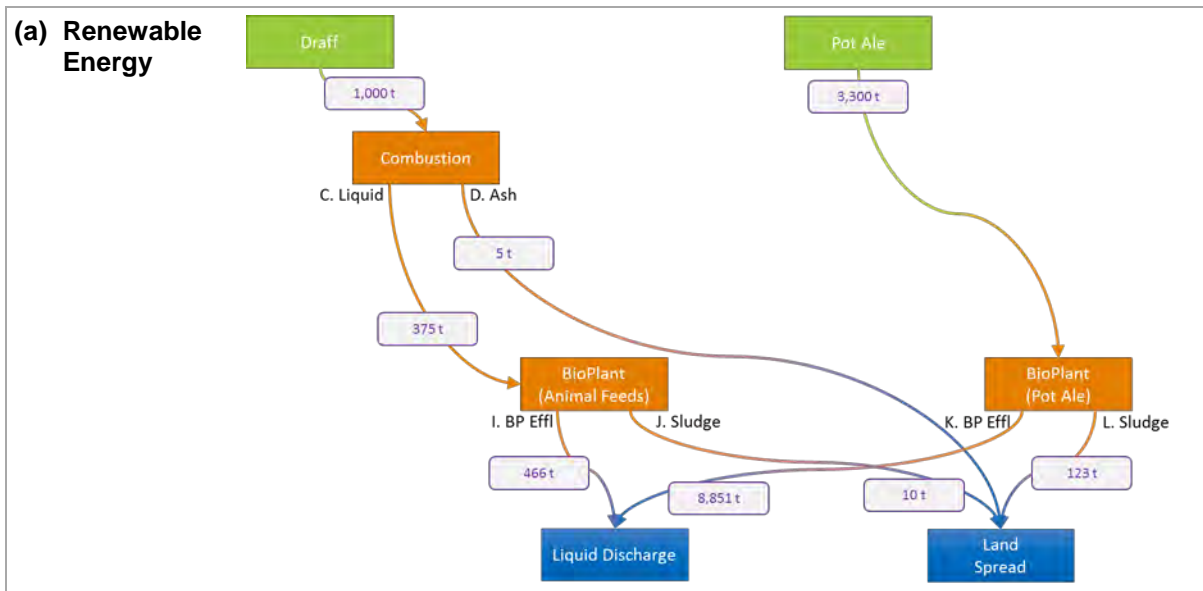 (a) Renewable
Energy
Draff
Pot Ale
1,000 t
3,300 t
Combustion
C. Liquid
D. Ash
5 t
375 t
BioPlant
(Animal Feeds)
BioPlant
(Pot Ale)
I. BP Effl
J. Sludge
K. BP Effl
L. Sludge
466 t
8,851 t
10 t
123 t
Liquid Discharge
Land
Spread